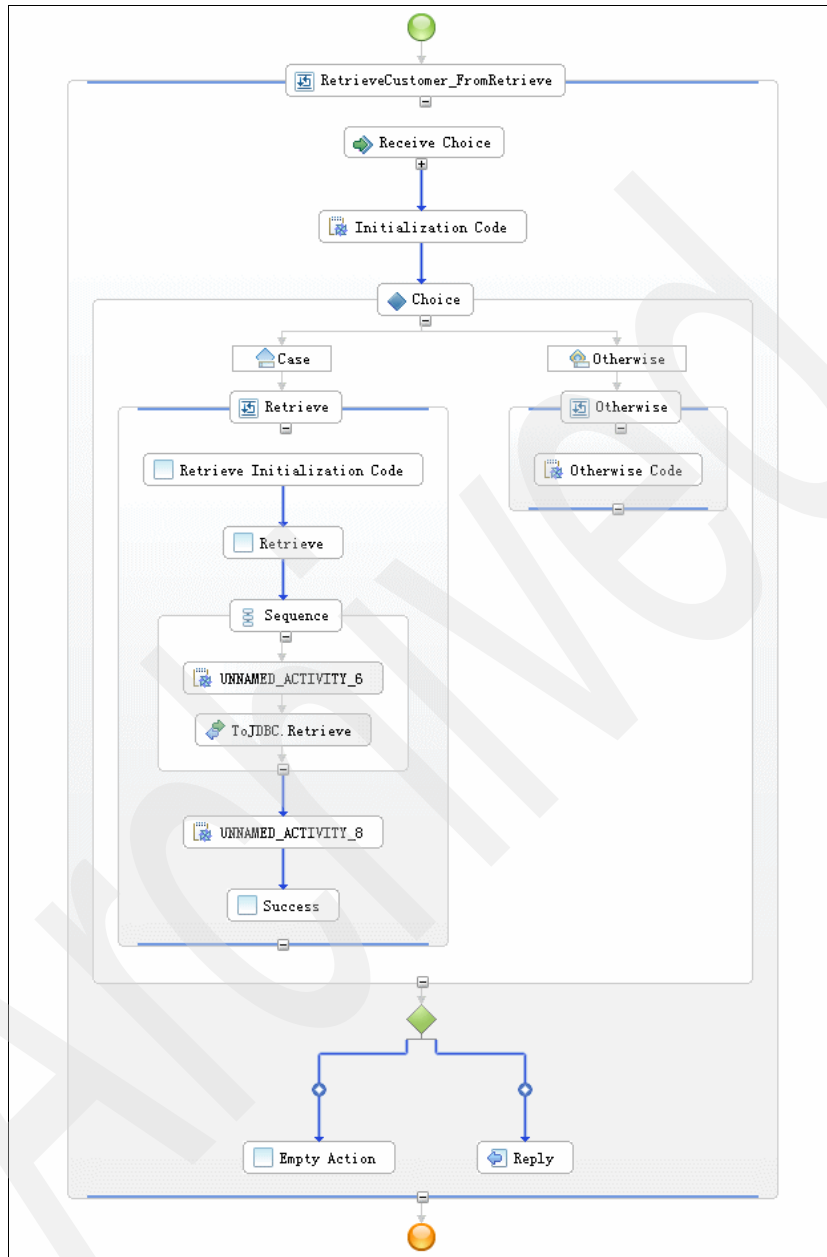 RetrieveCustomer_FromRetrieve
Receive Choice
Initialization Code
Choice
Case
Otherwise
Retrieve
Otherwise
Retrieve Initialization Code
Otherwise Code
Retrieve
Sequence
UNNAMED_ACTIVITY_6
ToJDBC.Retrieve
UNNAMED_ACTIVITY_8
Success
Empty Action
Reply
Archived